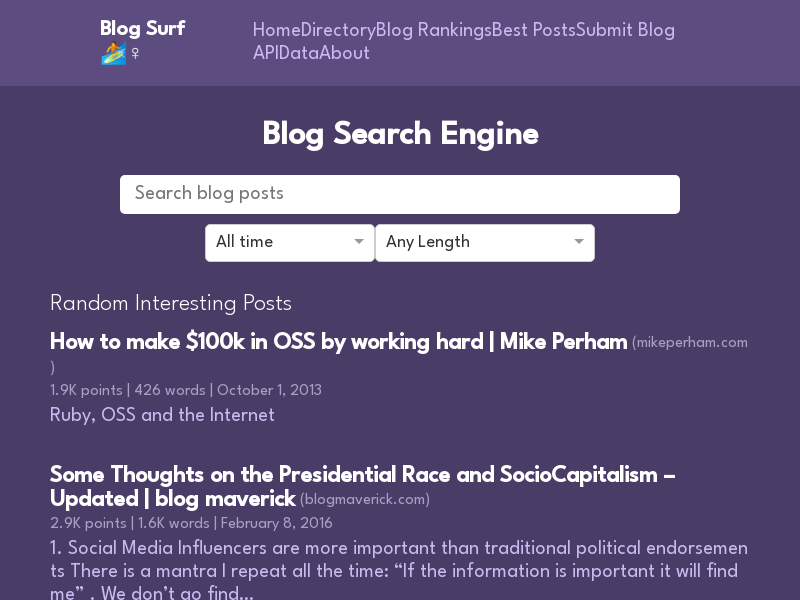 Blog Surf
🏄♀
HomeDirectoryBlog RankingsBest PostsSubmit Blog
APIDataAbout
Blog Search Engine
Search blog posts
All time
Any Length
Random Interesting Posts
How to make $100k in OSS by working hard | Mike Perham (mikeperham.com
)
1.9K points | 426 words | October 1, 2013
Ruby, OSS and the Internet
Some Thoughts on the Presidential Race and SocioCapitalism –
Updated | blog maverick (blogmaverick.com)
2.9K points | 1.6K words | February 8, 2016
1. Social Media Influencers are more important than traditional political endorsemen
ts There is a mantra I repeat all the time: “If the information is important it will find
me” . We don’t go find...